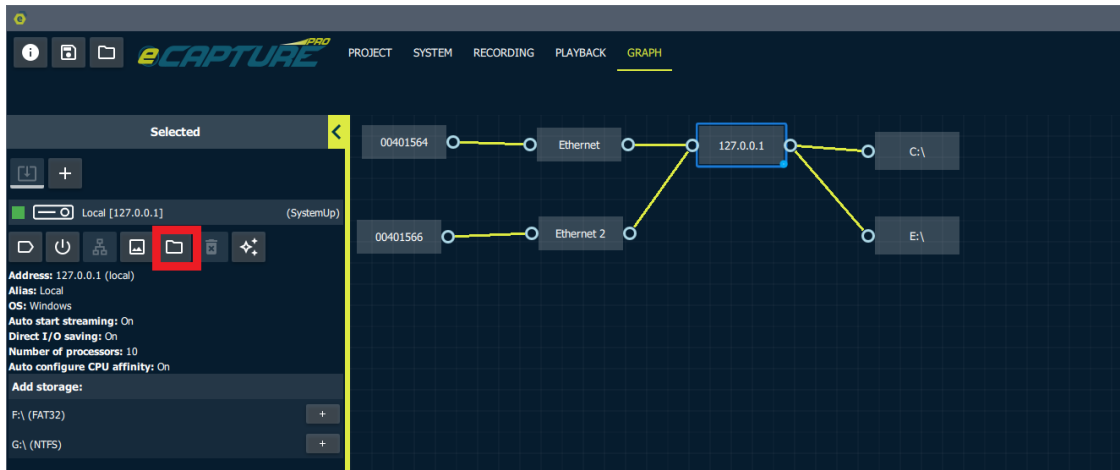 eCAPTURE PRO
PROJECT SYSTEM RECORDING PLAYBACK GRAPH
Selected
Local [127.0.0.1] (SystemUp)
Address: 127.0.0.1 (local)
Alias: Local
OS: Windows
Auto start streaming: On
Direct I/O saving: On
Number of processors: 10
Auto configure CPU affinity: On
Add storage:
F:\ (FAT32) +
G:\ (NTFS) +
00401564 Ethernet 127.0.0.1 C:\
00401566 Ethernet 2 E:\